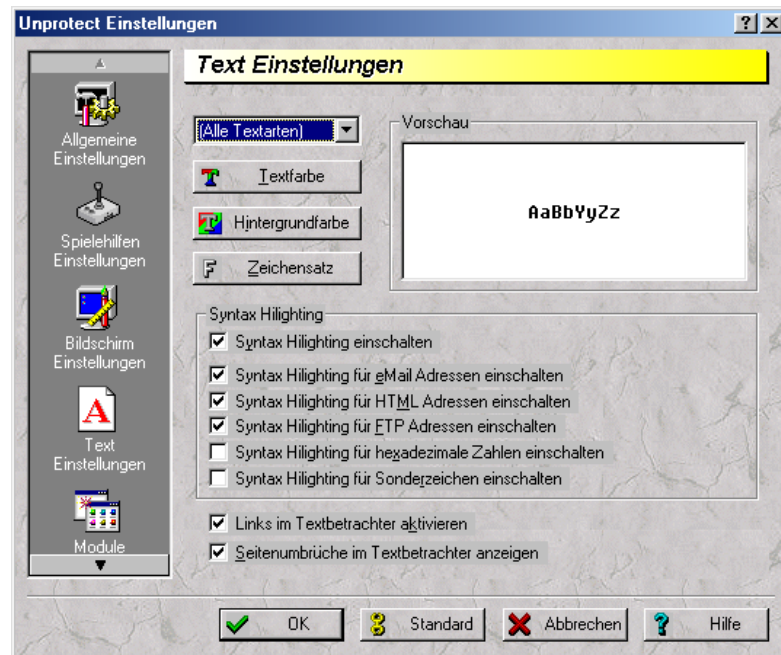 Unprotect Einstellungen
Text Einstellungen
Allgemeine
Einstellungen
Spielehilfen
Einstellungen
Bildschirm
Einstellungen
Text
Einstellungen
Module
(Alle Textarten)
Textfarbe
Hintergrundfarbe
Zeichensatz
Vorschau
AaBbYyZz
Syntax Hilighting
Syntax Hilighting einschalten
Syntax Hilighting für eMail Adressen einschalten
Syntax Hilighting für HTML Adressen einschalten
Syntax Hilighting für FTP Adressen einschalten
Syntax Hilighting für hexadezimale Zahlen einschalten
Syntax Hilighting für Sonderzeichen einschalten
Links im Textbetrachter aktivieren
Seitenumbrüche im Textbetrachter anzeigen
OK
Standard
Abbrechen
Hilfe